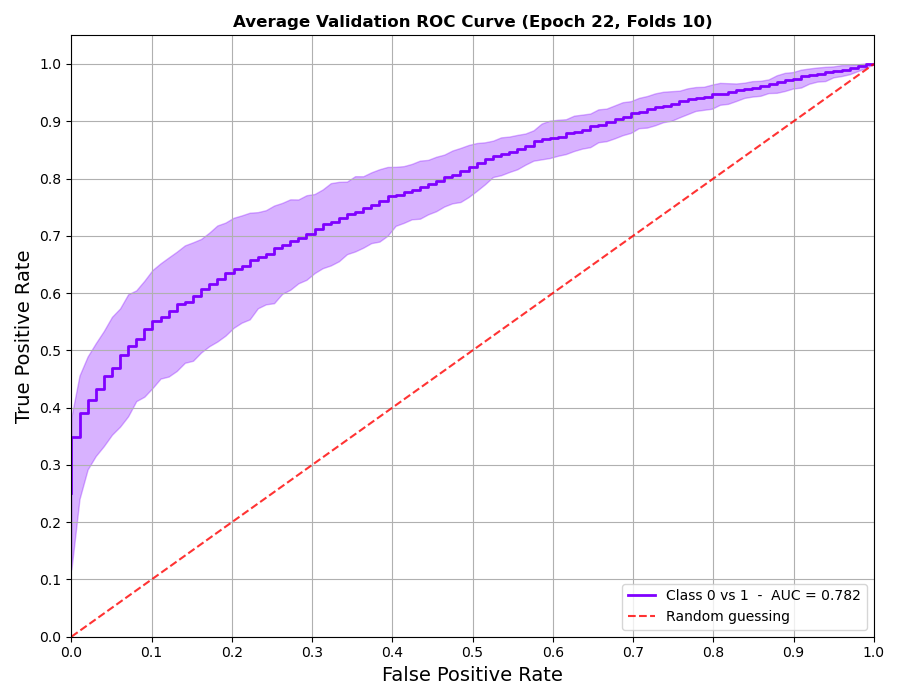 Average Validation ROC Curve (Epoch 22, Folds 10)
True Positive Rate
1.0
0.9
0.8
0.7
0.6
0.5
0.4
0.3
0.2
0.1
0.0
Class 0 vs 1 - AUC = 0.782
Random guessing
0.0 0.1 0.2 0.3 0.4 0.5 0.6 0.7 0.8 0.9 1.0
False Positive Rate